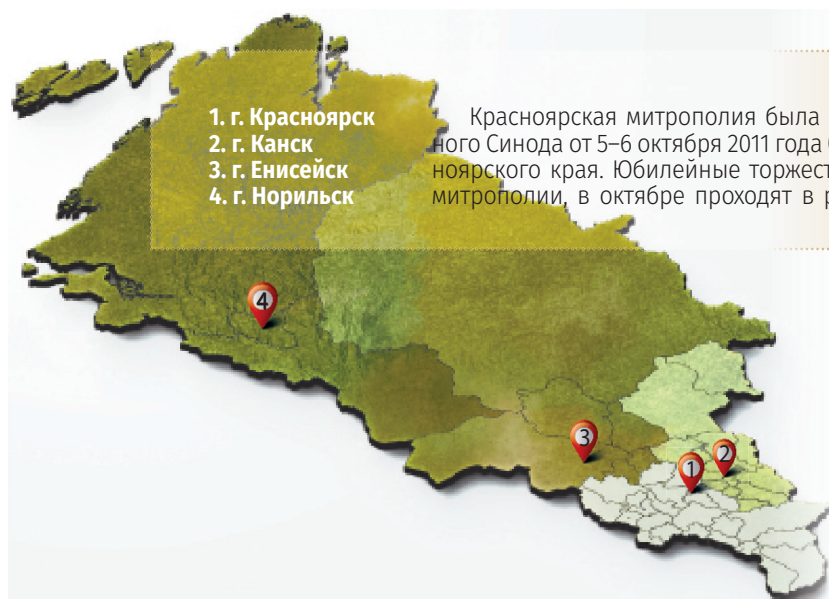 1. г. Красноярск
2. г. Канск
3. г. Енисейск
4. г. Норильск
Красноярская митрополия была
ного Синода от 5–6 октября 2011 года
ноярского края. Юбилейные торжест
митрополии, в октябре проходят в р
4
3
2
1